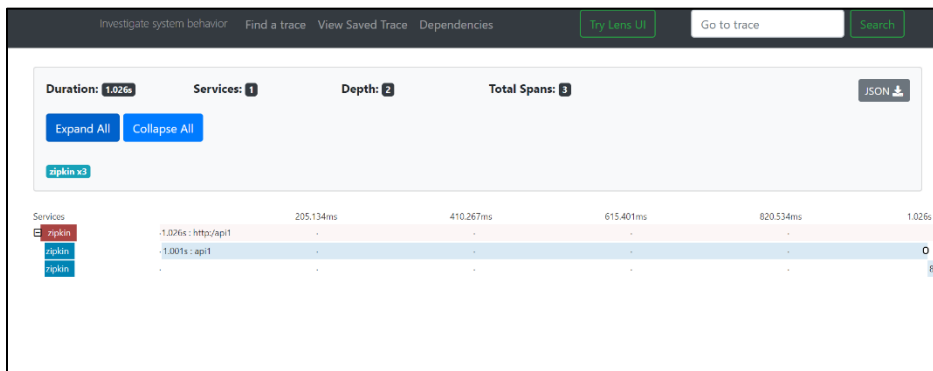 Investigate system behavior Find a trace View Saved Trace Dependencies Try Lens UI Go to trace Search
Duration: 1.026s Services: 1 Depth: 2 Total Spans: 3 JSON
Expand All Collapse All
zipkin x3
Services 205.134ms 410.267ms 615.401ms 820.534ms 1.026s
zipkin ·1.026s : http:/api1
zipkin ·1.001s : api1
zipkin